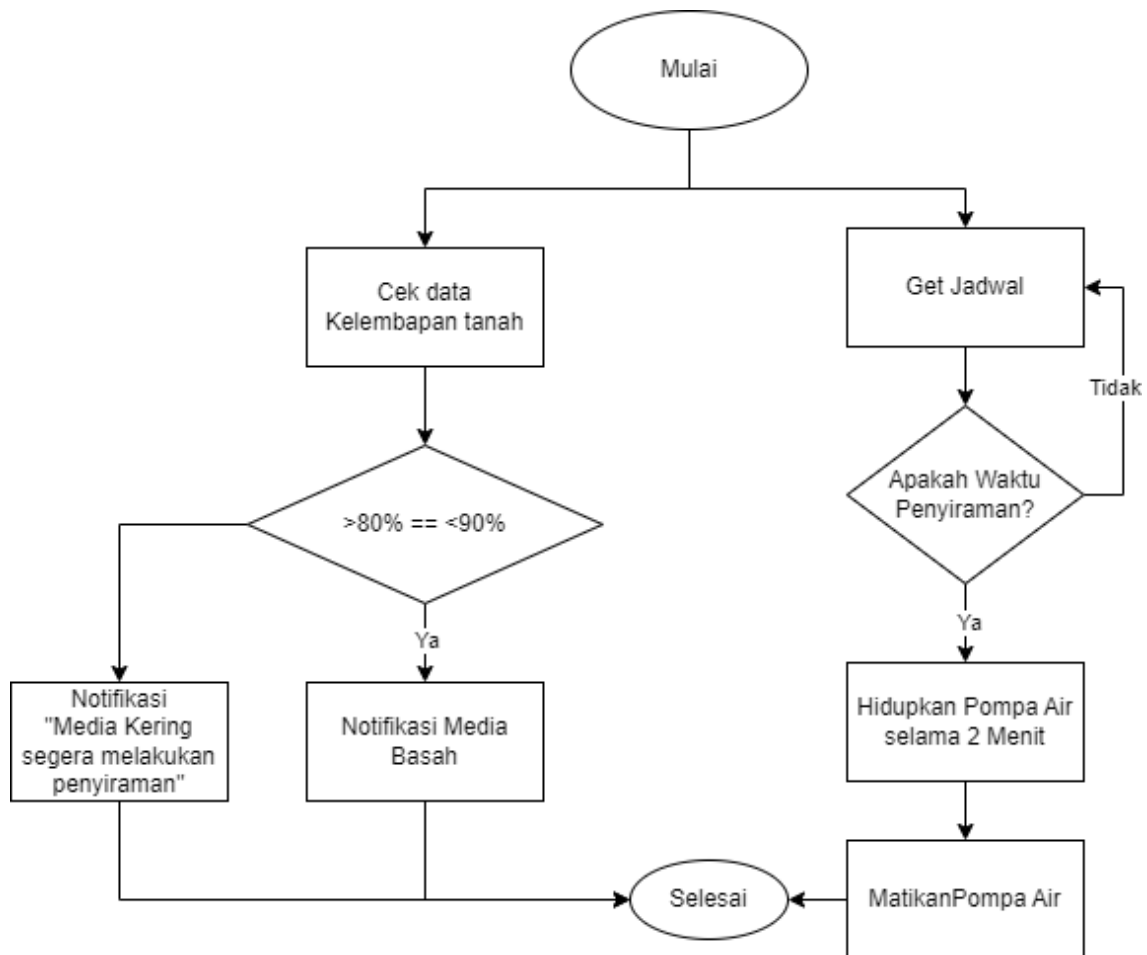 Mulai
Cek data
Kelembapan tanah
Get Jadwal
Tidak
>80% == <90%
Apakah Waktu
Penyiraman?
Ya
Ya
Notifikasi
"Media Kering
segera melakukan
penyiraman"
Notifikasi Media
Basah
Hidupkan Pompa Air
selama 2 Menit
Selesai
MatikanPompa Air